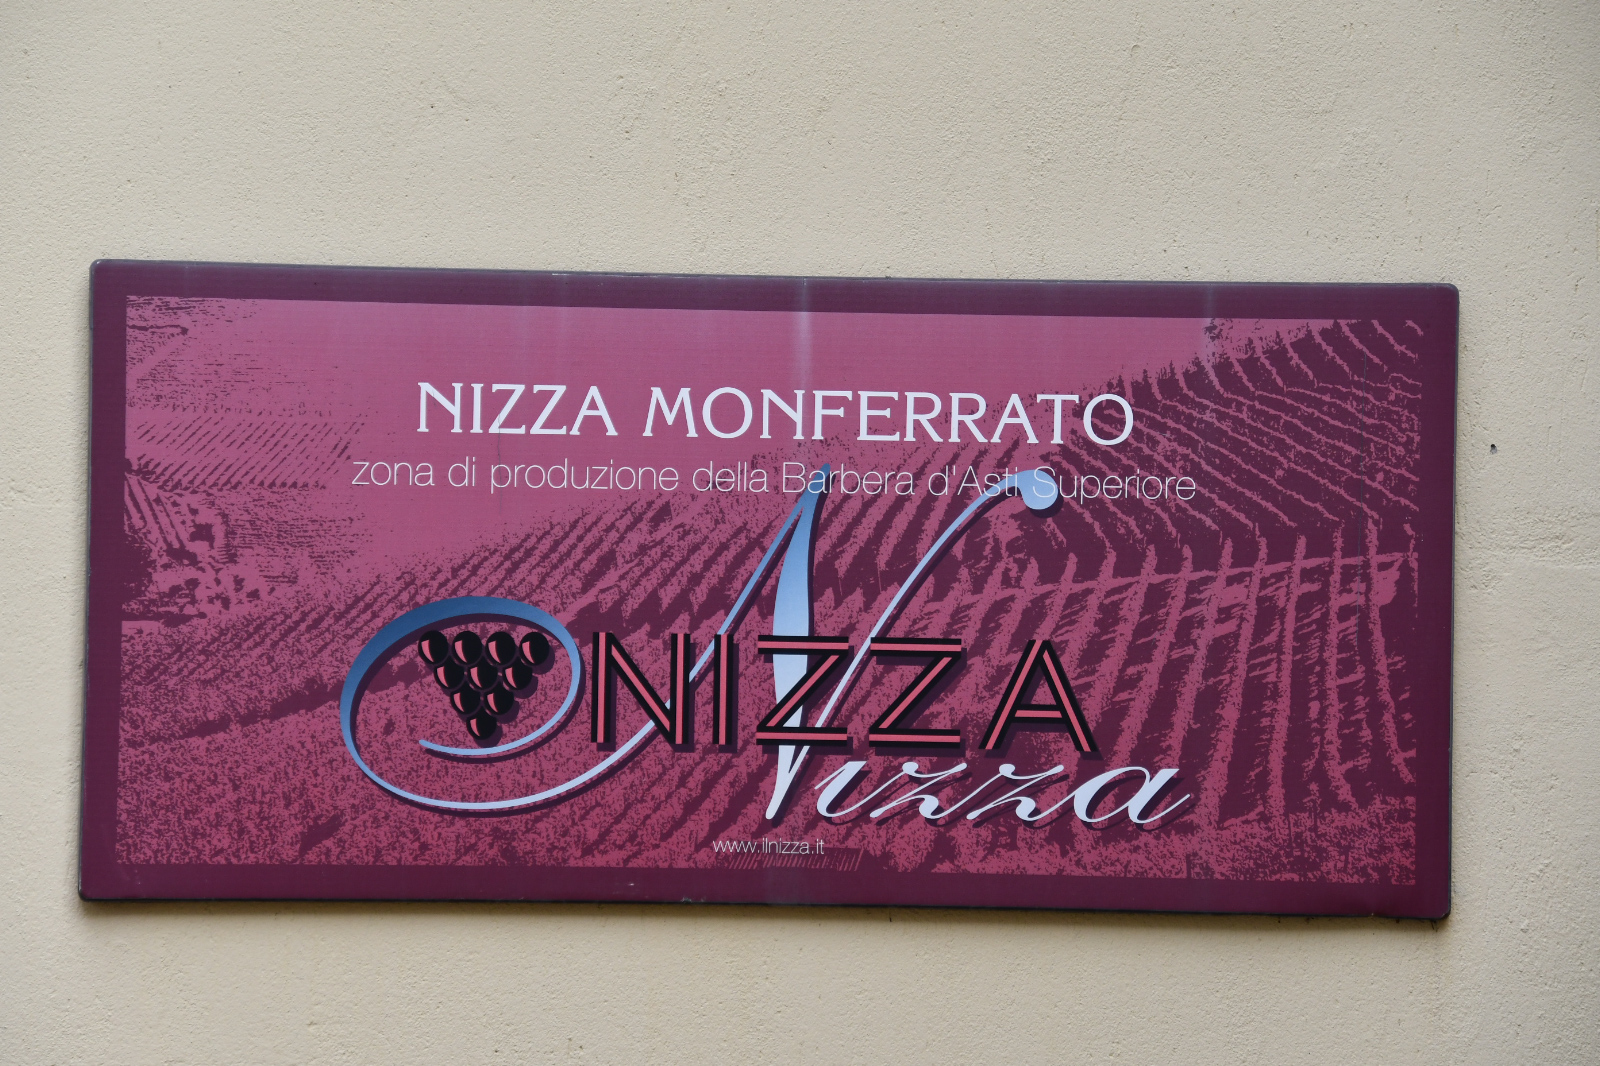 NIZZA MONFERRATO
zona di produzione della Barbera d'Asti Superiore
NIZZA
Nizza
www.ilnizza.it